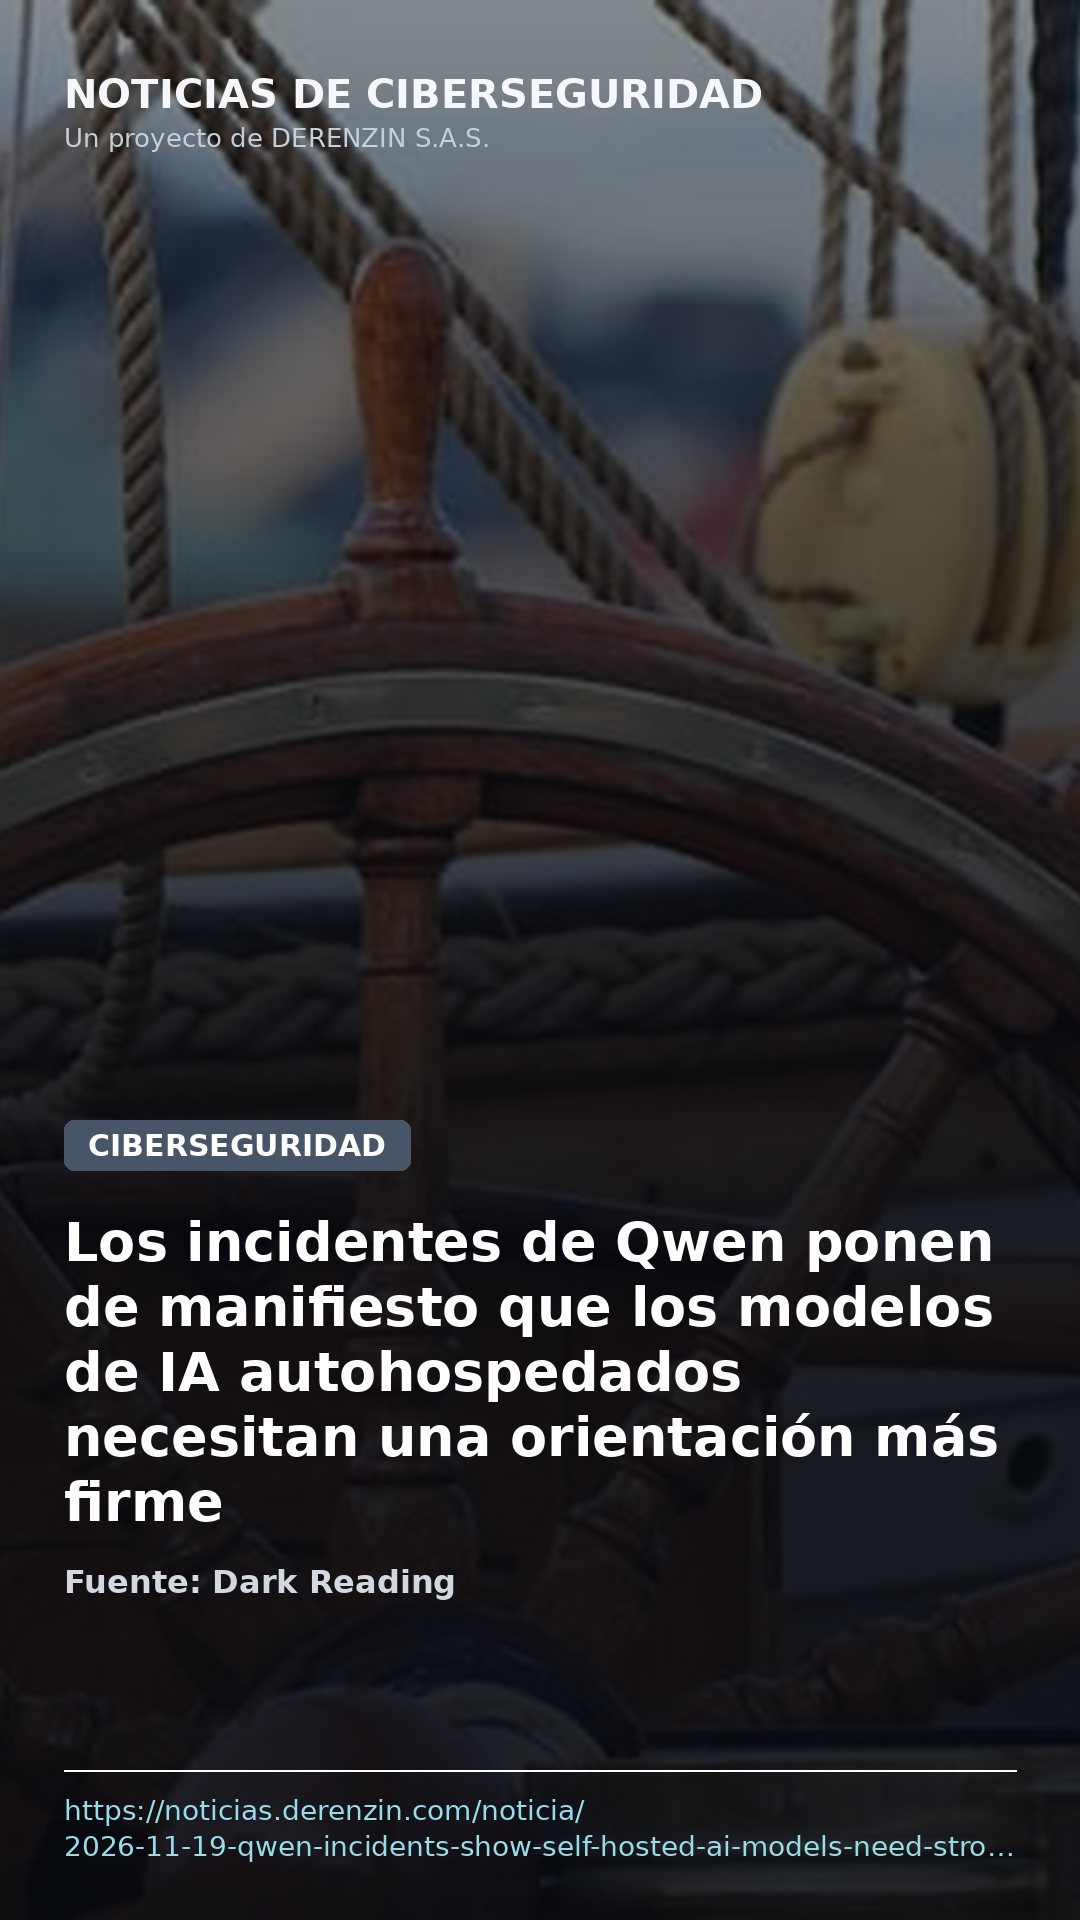 NOTICIAS DE CIBERSEGURIDAD
Un proyecto de DERENZIN S.A.S.
CIBERSEGURIDAD
Los incidentes de Qwen ponen
de manifiesto que los modelos
de IA autohospedados
necesitan una orientación más
firme
Fuente: Dark Reading
https://noticias.derenzin.com/noticia/
2026-11-19-qwen-incidents-show-self-hosted-ai-models-need-stro…